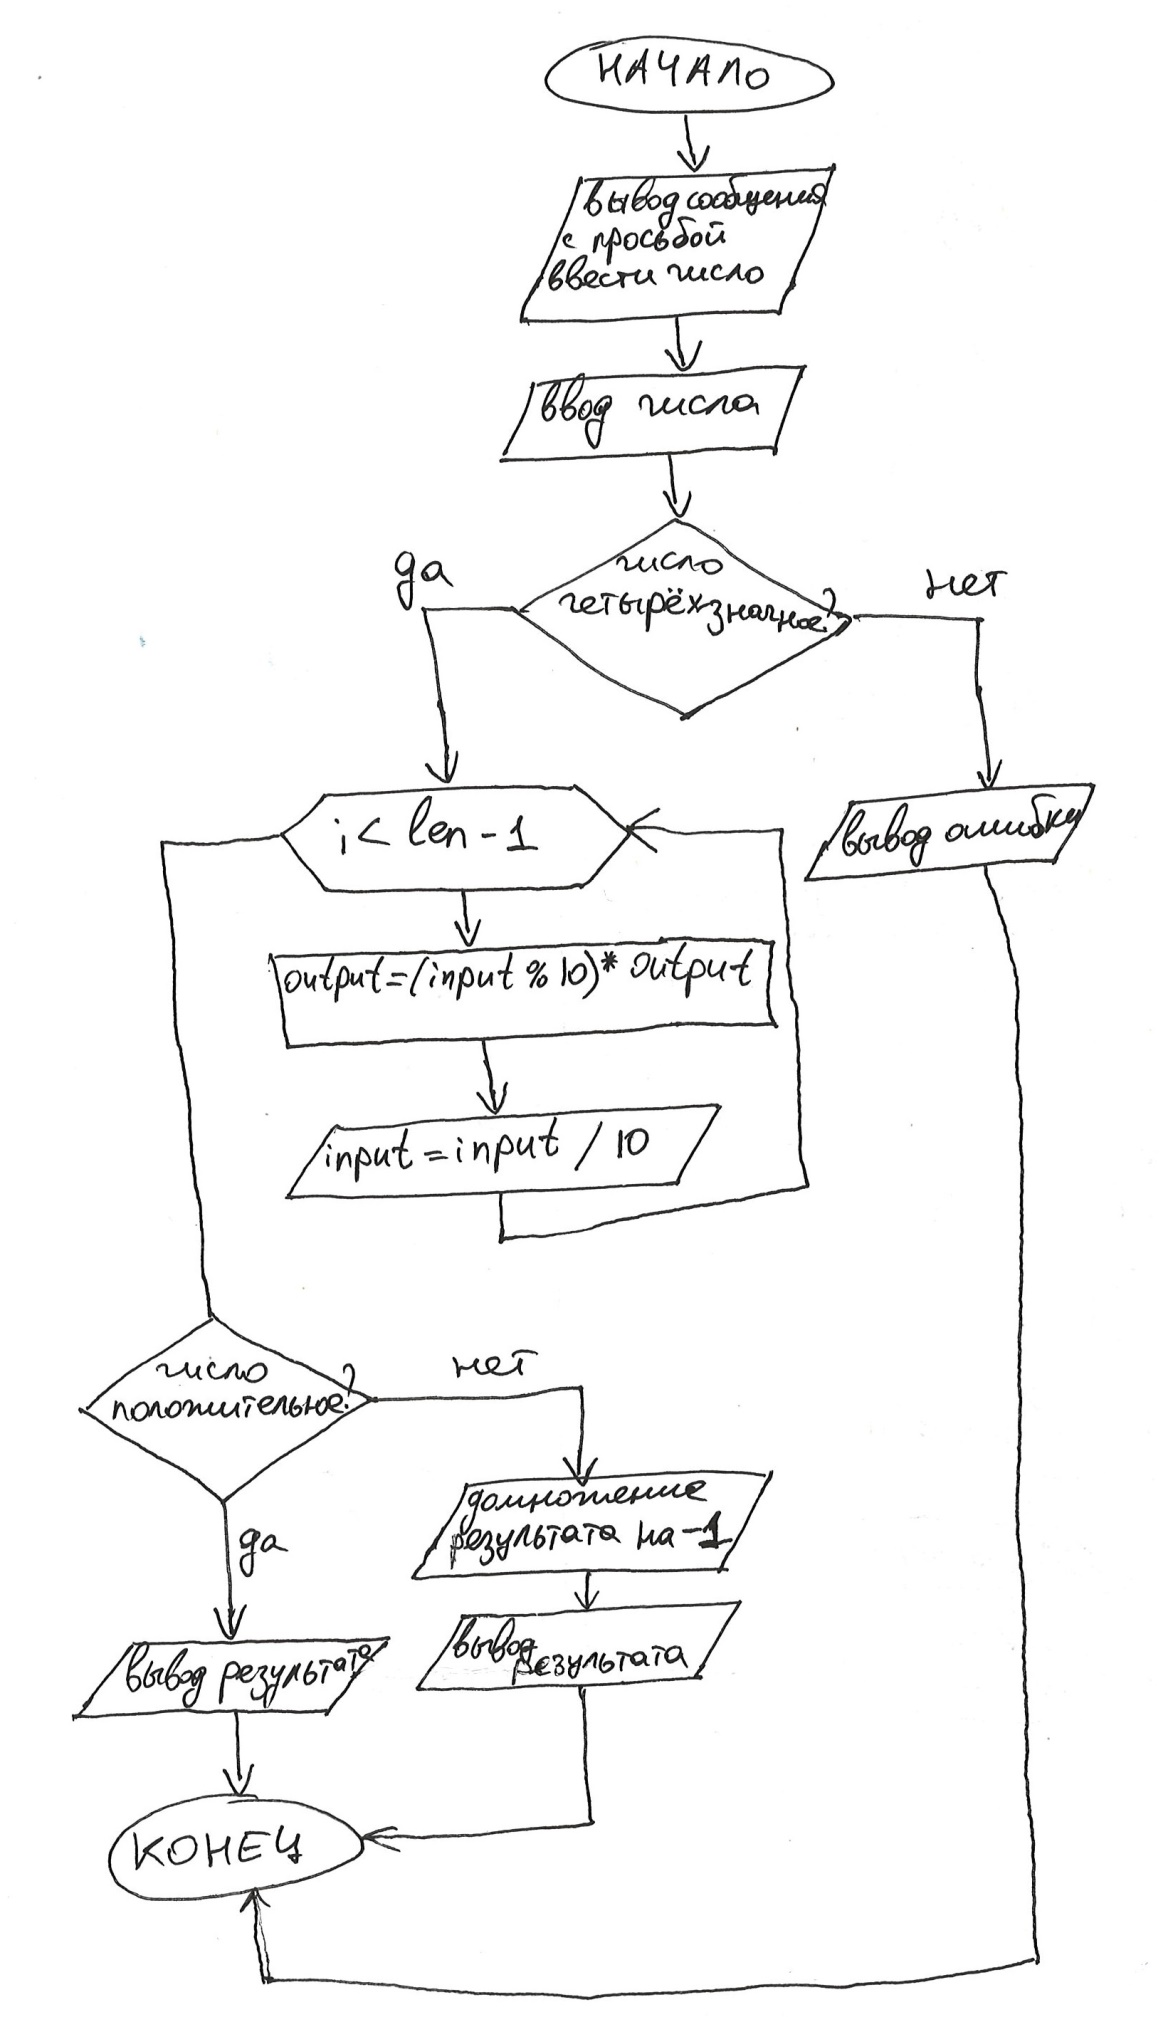 НАЧАЛО
вывод сообщения
с просьбой
ввести число
ввод числа
число
четырёхзначное?
да
нет
i < len - 1
вывод ошибки
output = (input % 10) * output
input = input / 10
число
положительное?
нет
да
домножение
результата на -1
вывод результата
вывод
результата
КОНЕЦ